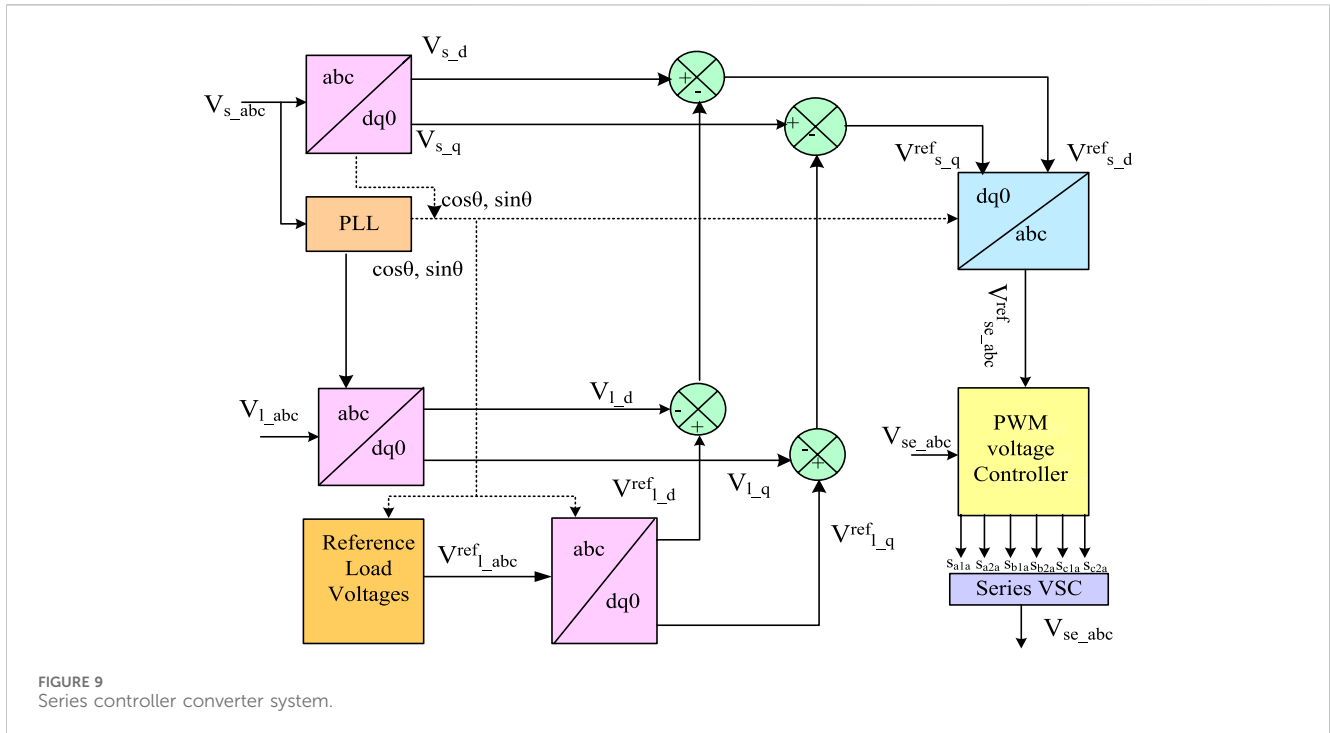 V_s_abc
abc
dq0
V_s_d
V_s_q
+
-
+
-
V^ref_s_q
V^ref_s_d
cosθ, sinθ
PLL
cosθ, sinθ
dq0
abc
V^ref_se_abc
V_l_abc
abc
dq0
V_l_d
-
+
V_l_q
-
+
V^ref_l_d
V^ref_l_q
Reference
Load
Voltages
V^ref_l_abc
abc
dq0
V_se_abc
PWM
voltage
Controller
s_a1a s_a2a s_b1a s_b2a s_c1a s_c2a
Series VSC
V_se_abc
FIGURE 9
Series controller converter system.